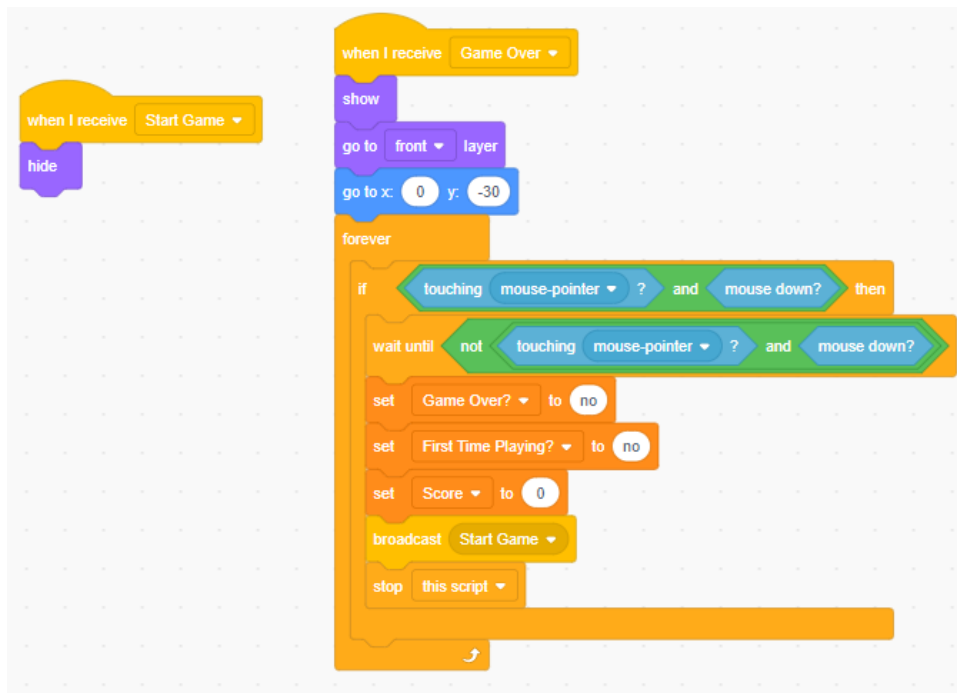 when I receive Start Game
hide
when I receive Game Over
show
go to front layer
go to x: 0 y: -30
forever
if touching mouse-pointer ? and mouse down? then
wait until not touching mouse-pointer ? and mouse down?
set Game Over? to no
set First Time Playing? to no
set Score to 0
broadcast Start Game
stop this script